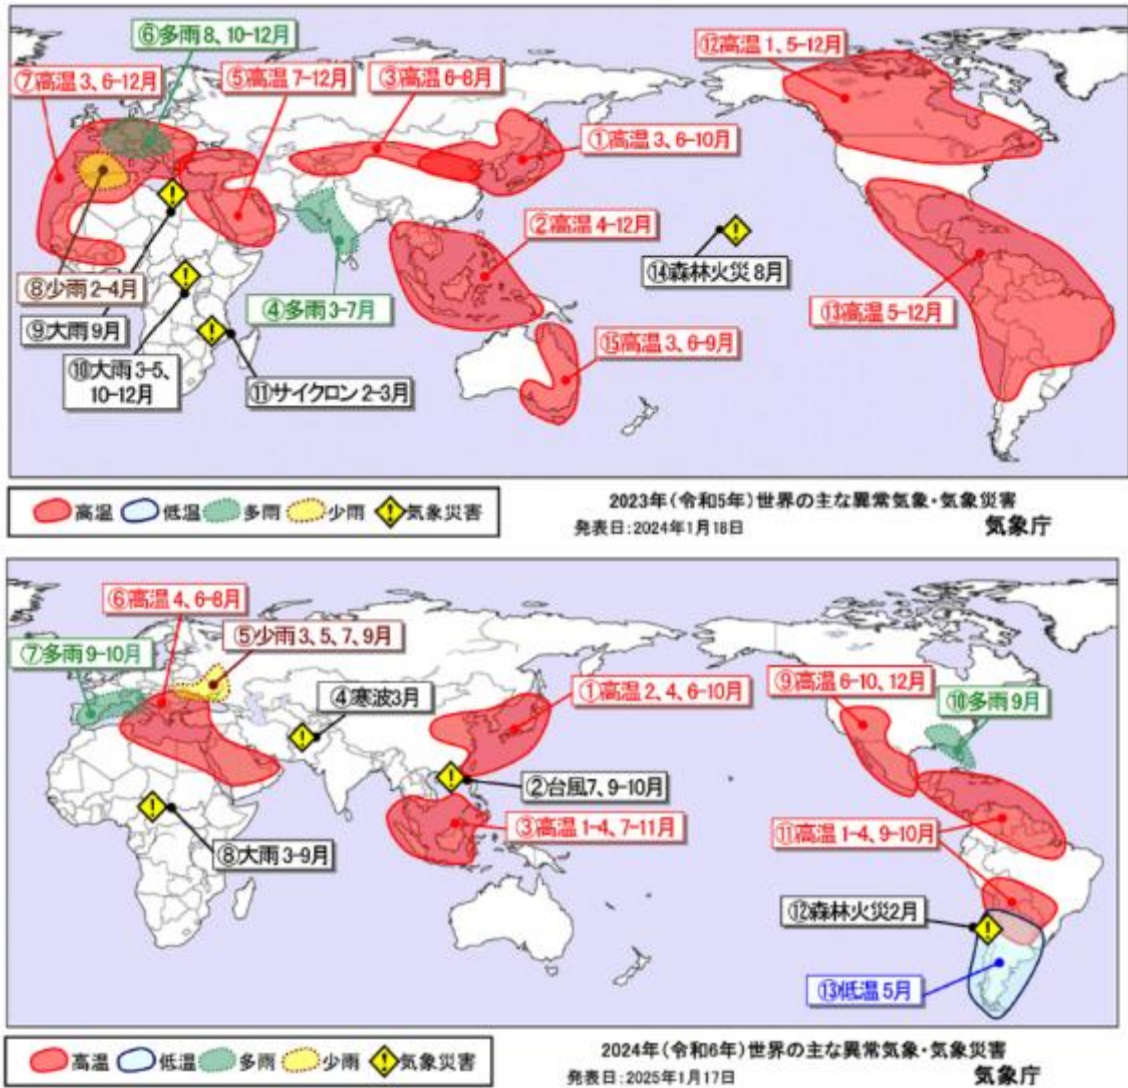 ⑥多雨8、10-12月
⑦高温3、6-12月
⑤高温7-12月
③高温6-8月
⑫高温1、5-12月
①高温3、6-10月
②高温4-12月
⑭森林火災8月
⑧少雨2-4月
④多雨3-7月
⑬高温5-12月
⑨大雨9月
⑮高温3、6-9月
⑩大雨3-5、
10-12月
⑪サイクロン2-3月
高温 低温 多雨 少雨 気象災害
2023年(令和5年)世界の主な異常気象・気象災害
発表日:2024年1月18日 気象庁
⑥高温4、6-8月
⑤少雨3、5、7、9月
⑦多雨9-10月
④寒波3月
①高温2、4、6-10月
⑨高温6-10、12月
⑩多雨9月
②台風7、9-10月
③高温1-4、7-11月
⑪高温1-4、9-10月
⑧大雨3-9月
⑫森林火災2月
⑬低温5月
高温 低温 多雨 少雨 気象災害
2024年(令和6年)世界の主な異常気象・気象災害
発表日:2025年1月17日 気象庁